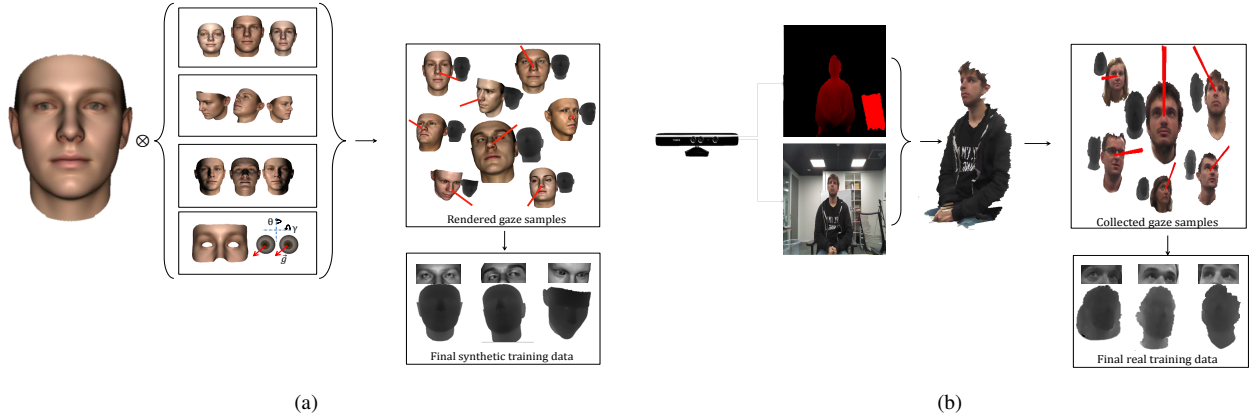 Rendered gaze samples
θ
γ
g⃗
Final synthetic training data
(a)
Collected gaze samples
Final real training data
(b)